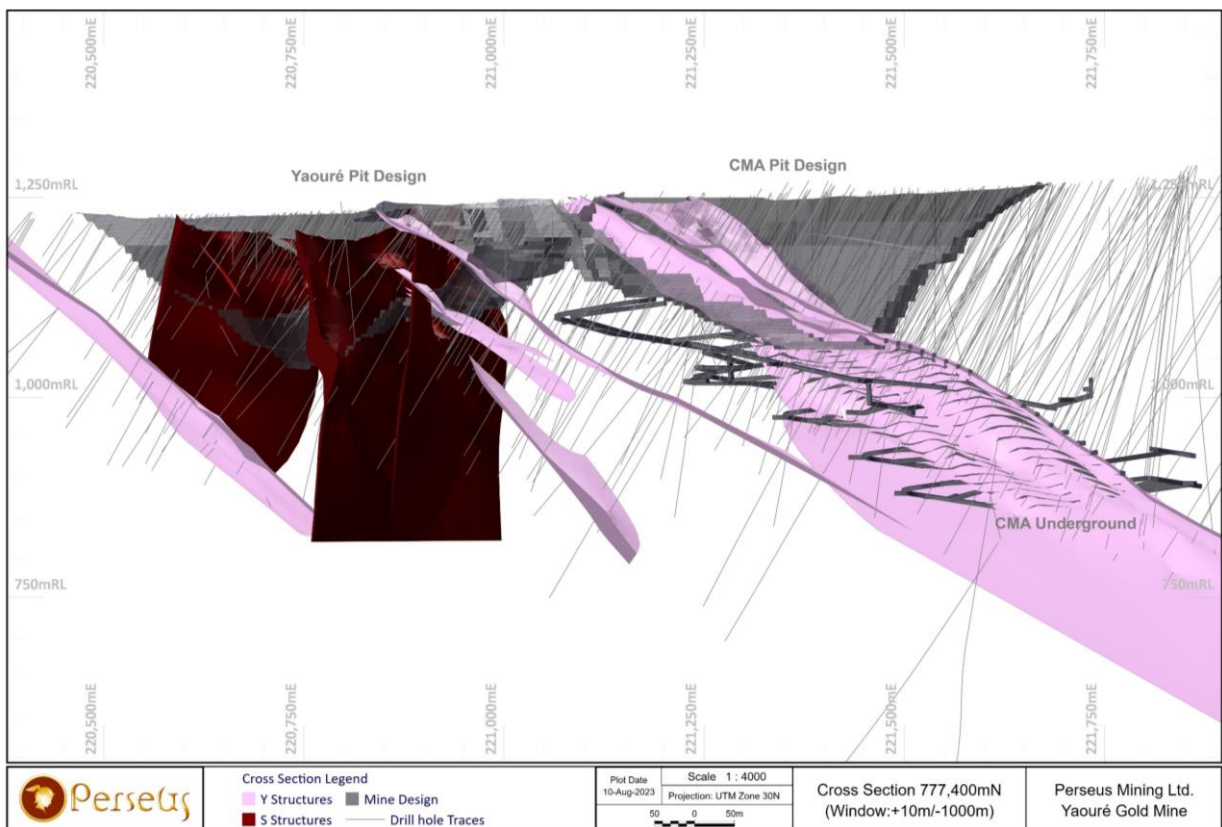 220,500mE
220,750mE
221,000mE
221,250mE
221,500mE
221,750mE
Yaouré Pit Design
CMA Pit Design
1,250mRL
1,250mRL
1,000mRL
1,000mRL
CMA Underground
750mRL
750mRL
220,500mE
220,750mE
221,000mE
221,250mE
221,500mE
221,750mE
Perseus
Cross Section Legend
Y Structures
Mine Design
S Structures
Drill hole Traces
Plot Date
10-Aug-2023
Scale 1 : 4000
Projection: UTM Zone 30N
50 0 50m
Cross Section 777,400mN
(Window:+10m/-1000m)
Perseus Mining Ltd.
Yaouré Gold Mine